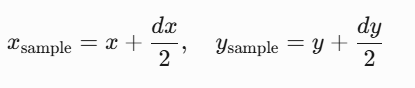 x_sample = x + dx/2, y_sample = y + dy/2